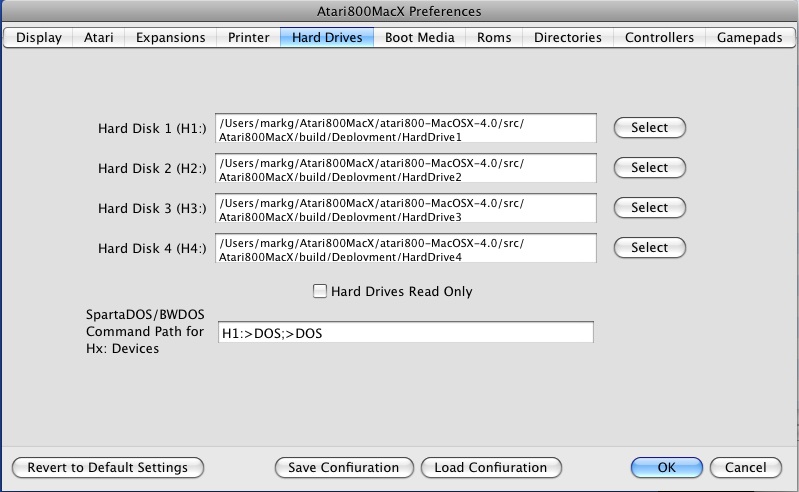 Atari800MacX Preferences
Display Atari Expansions Printer Hard Drives Boot Media Roms Directories Controllers Gamepads
Hard Disk 1 (H1:) /Users/markg/Atari800MacX/atari800-MacOSX-4.0/src/ Select
Atari800MacX/build/Deployment/HardDrive1
Hard Disk 2 (H2:) /Users/markg/Atari800MacX/atari800-MacOSX-4.0/src/ Select
Atari800MacX/build/Deployment/HardDrive2
Hard Disk 3 (H3:) /Users/markg/Atari800MacX/atari800-MacOSX-4.0/src/ Select
Atari800MacX/build/Deployment/HardDrive3
Hard Disk 4 (H4:) /Users/markg/Atari800MacX/atari800-MacOSX-4.0/src/ Select
Atari800MacX/build/Deployment/HardDrive4
Hard Drives Read Only
SpartaDOS/BWDOS
Command Path for H1:>DOS;>DOS
Hx: Devices
Revert to Default Settings Save Confiuration Load Confiuration OK Cancel